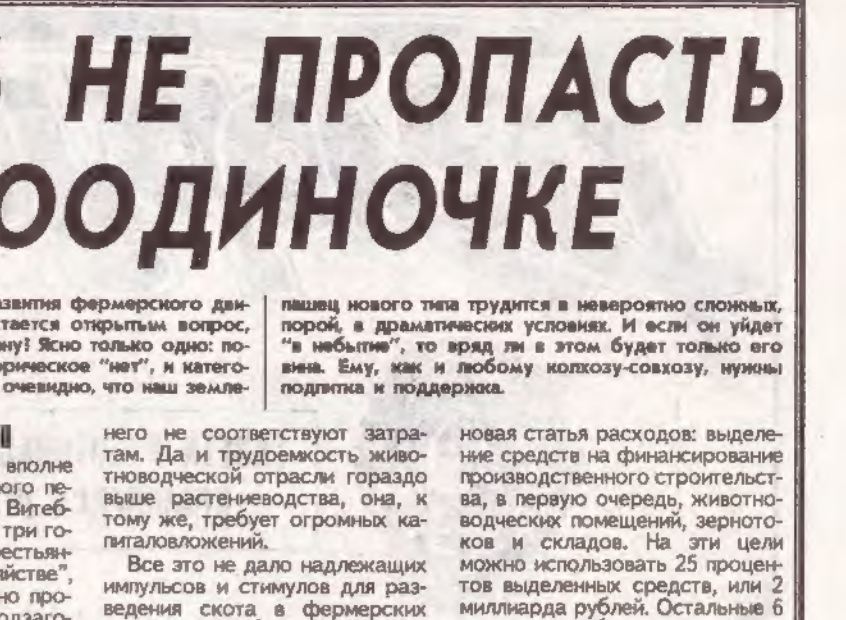 НЕ ПРОПАСТЬ
ООДИНОЧКЕ
азвития фермерского дви-
тается открытым вопрос,
ну? Ясно только одно: по-
рическое "нет", и катего-
очевидно, что наш земле-
пашец нового типа трудится в невероятно сложных,
порой, в драматических условиях. И если он уйдет
"в небытие", то вряд ли в этом будет только его
вина. Ему, как и любому колхозу-совхозу, нужны
подпитка и поддержка.
вполне
ого пе-
Витеб-
три го-
рестьян-
яйстве",
но про-
него не соответствуют затра-
там. Да и трудоемкость живо-
тноводческой отрасли гораздо
выше растениеводства, она, к
тому же, требует огромных ка-
питаловложений.
Все это не дало надлежащих
импульсов и стимулов для раз-
ведения скота в фермерских
новая статья расходов: выделе-
ние средств на финансирование
производственного строительст-
ва, в первую очередь, животно-
водческих помещений, зерното-
ков и складов. На эти цели
можно использовать 25 процен-
тов выделенных средств, или 2
миллиарда рублей. Остальные 6